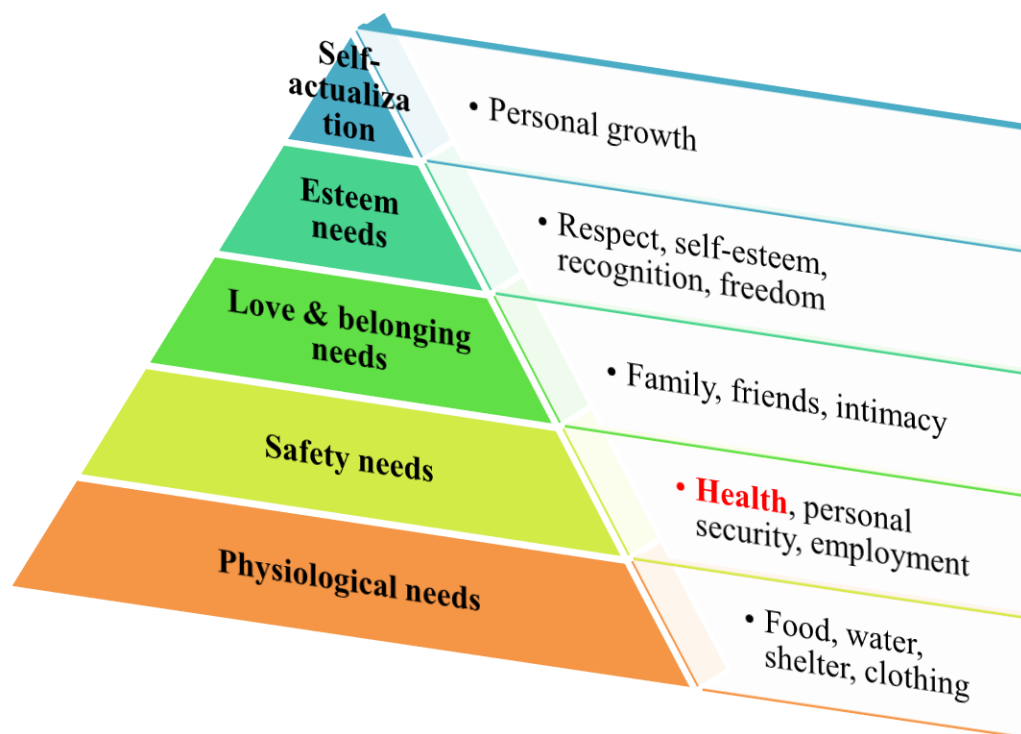 Self-
actualiza
tion
• Personal growth
Esteem
needs
• Respect, self-esteem,
recognition, freedom
Love & belonging
needs
• Family, friends, intimacy
Safety needs
• Health, personal
security, employment
Physiological needs
• Food, water,
shelter, clothing